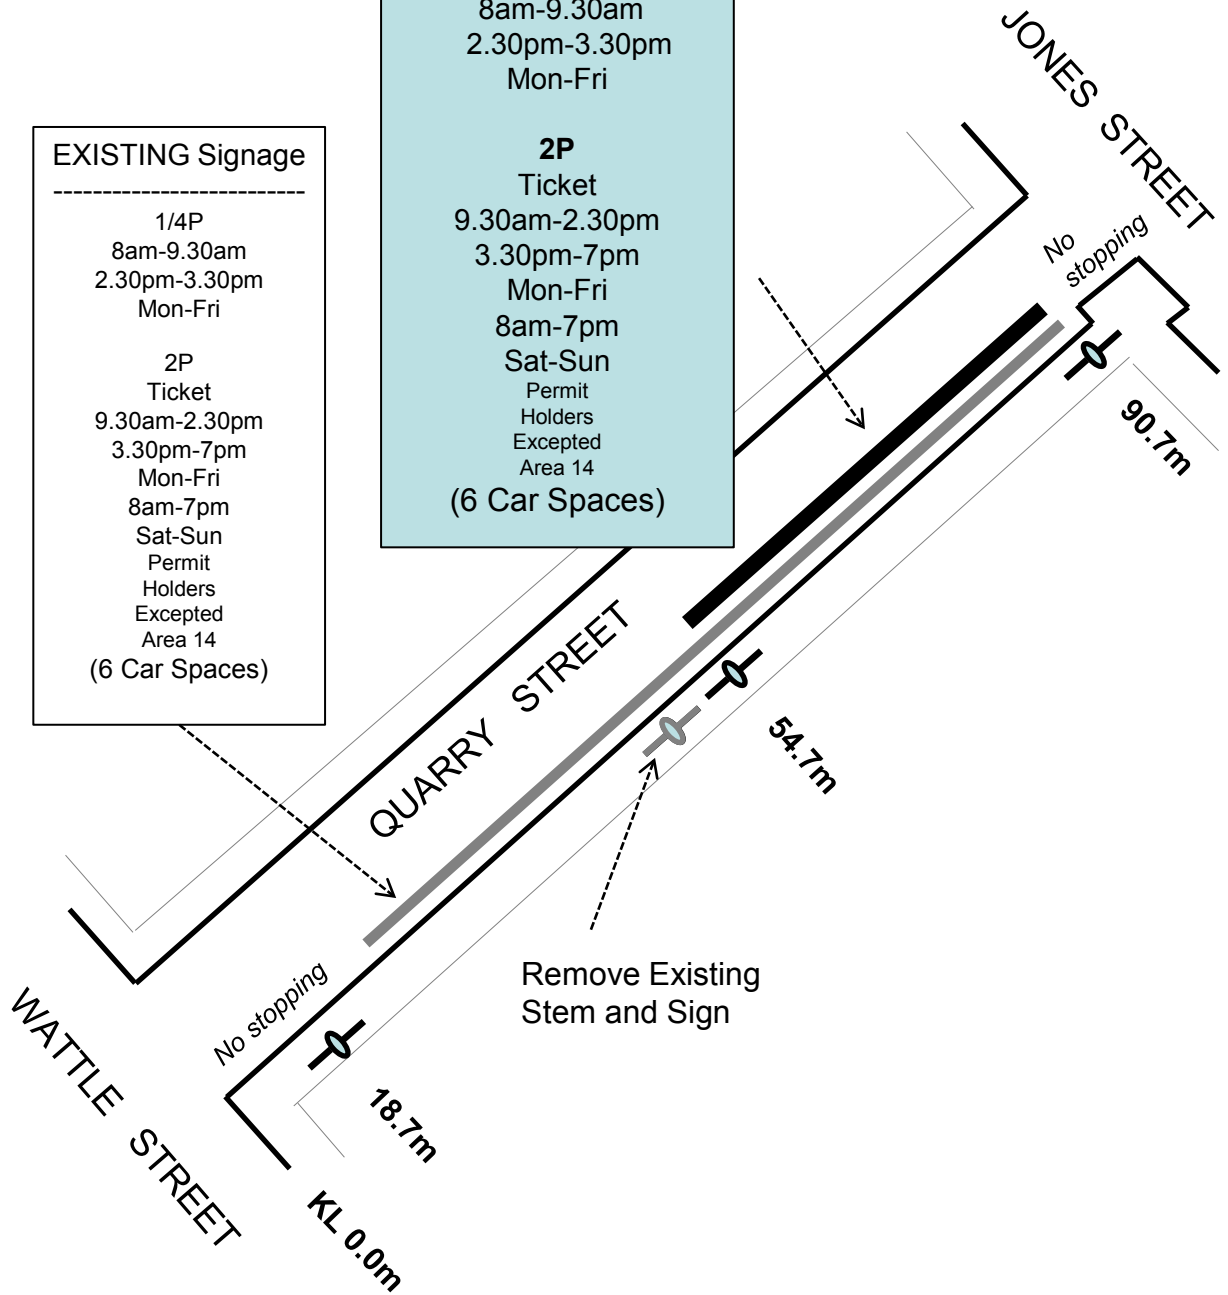 EXISTING Signage
--------------------------
1/4P
8am-9.30am
2.30pm-3.30pm
Mon-Fri
2P
Ticket
9.30am-2.30pm
3.30pm-7pm
Mon-Fri
8am-7pm
Sat-Sun
Permit
Holders
Excepted
Area 14
(6 Car Spaces)
8am-9.30am
2.30pm-3.30pm
Mon-Fri
2P
Ticket
9.30am-2.30pm
3.30pm-7pm
Mon-Fri
8am-7pm
Sat-Sun
Permit
Holders
Excepted
Area 14
(6 Car Spaces)
JONES STREET
No
stopping
90.7m
QUARRY STREET
54.7m
Remove Existing
Stem and Sign
No stopping
18.7m
WATTLE STREET
KL 0.0m